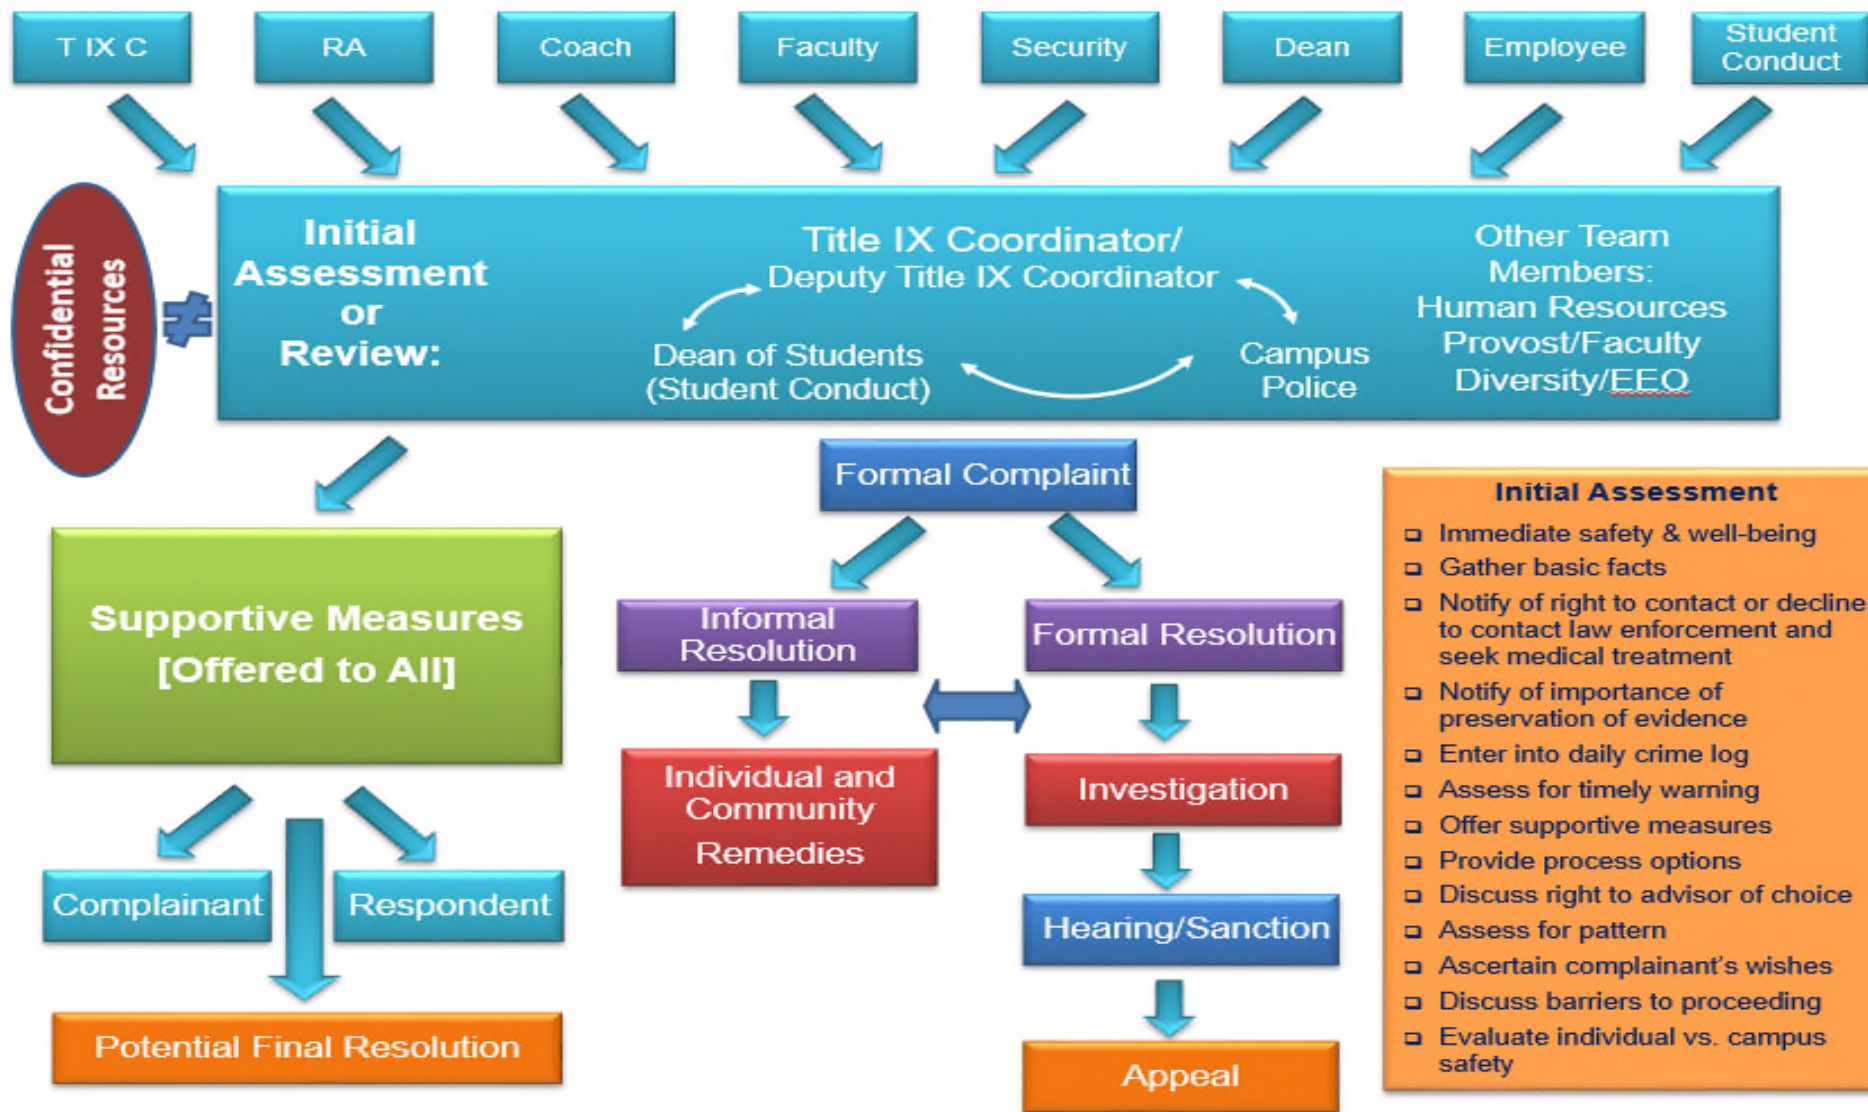 T IX C
RA
Coach
Faculty
Security
Dean
Employee
Student
Conduct
Confidential
Resources
≠
Initial
Assessment
or
Review:
Title IX Coordinator/
Deputy Title IX Coordinator
Dean of Students
(Student Conduct)
Campus
Police
Other Team
Members:
Human Resources
Provost/Faculty
Diversity/EEO
Supportive Measures
[Offered to All]
Complainant
Respondent
Potential Final Resolution
Formal Complaint
Informal
Resolution
Formal Resolution
Individual and
Community
Remedies
Investigation
Hearing/Sanction
Appeal
Initial Assessment
Immediate safety & well-being
Gather basic facts
Notify of right to contact or decline
to contact law enforcement and
seek medical treatment
Notify of importance of
preservation of evidence
Enter into daily crime log
Assess for timely warning
Offer supportive measures
Provide process options
Discuss right to advisor of choice
Assess for pattern
Ascertain complainant's wishes
Discuss barriers to proceeding
Evaluate individual vs. campus
safety